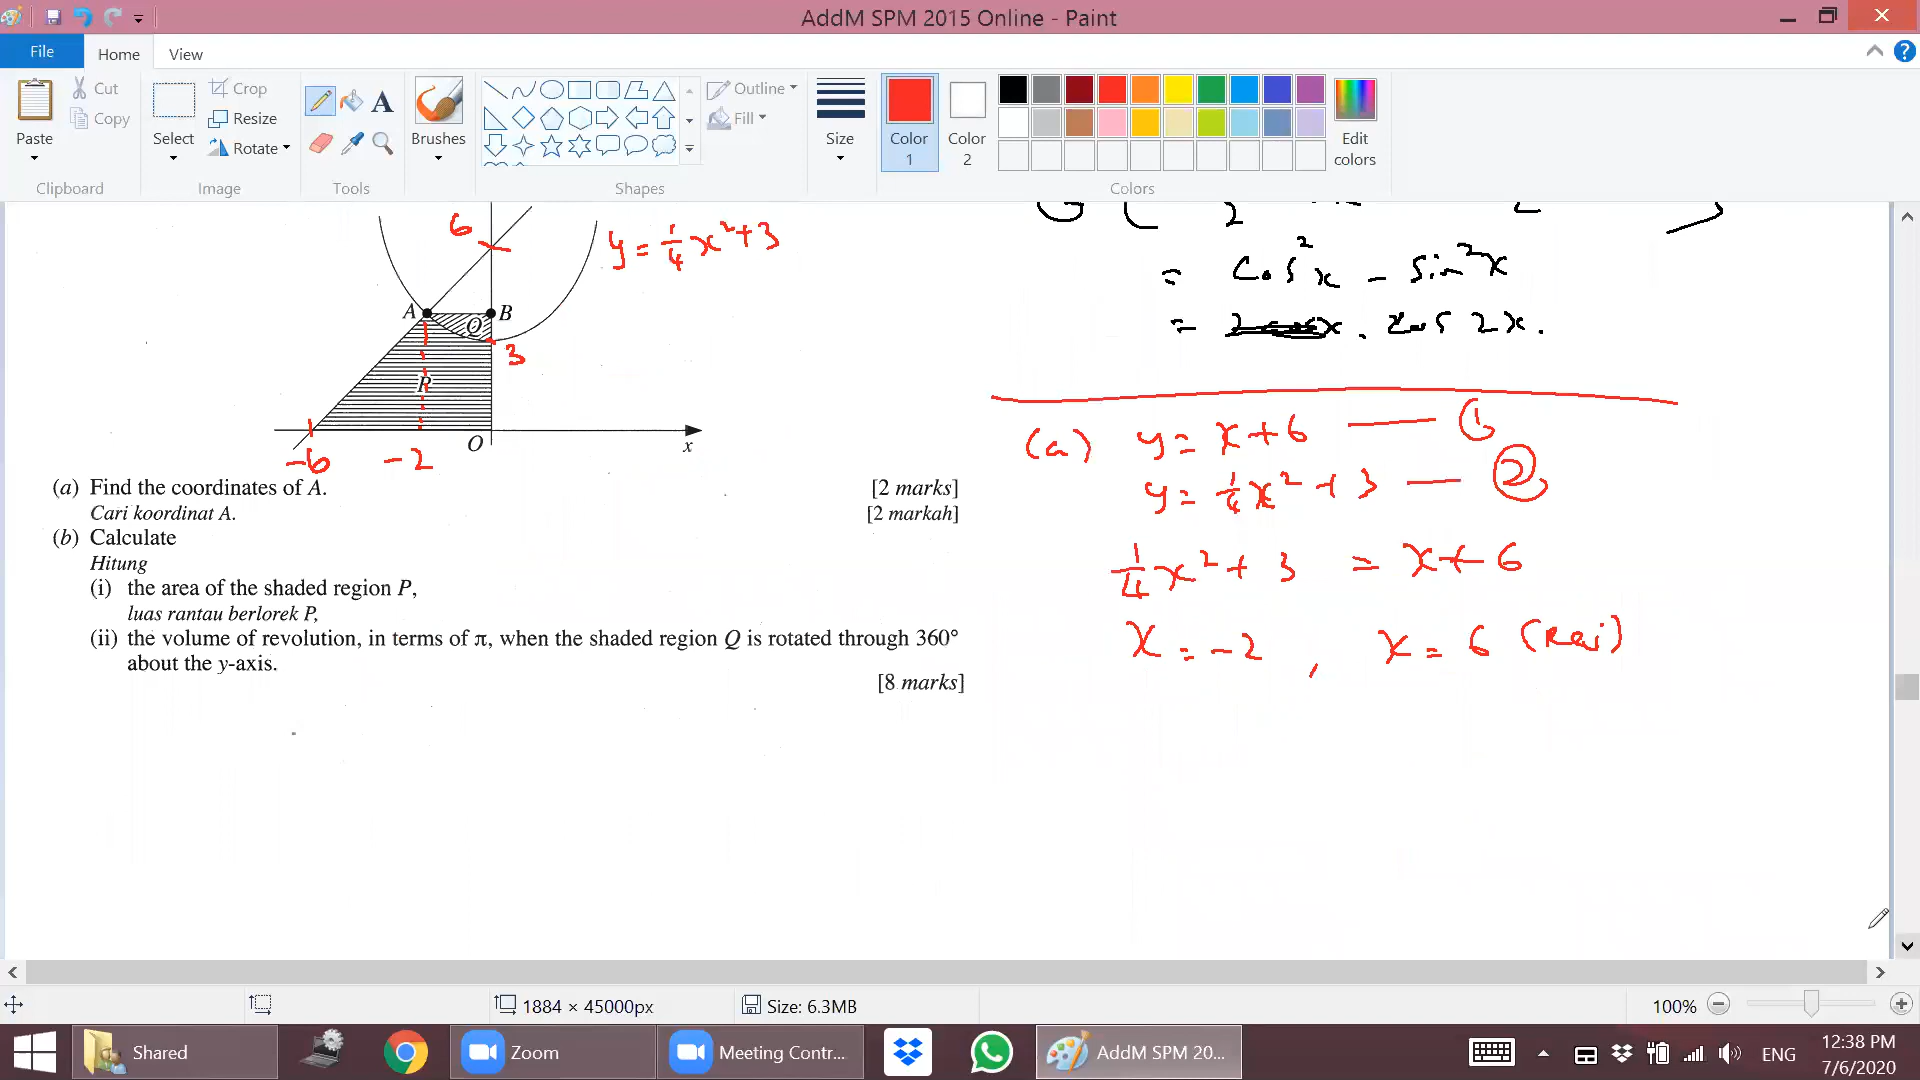 AddM SPM 2015 Online - Paint
File
Home
View
Paste
Cut
Copy
Clipboard
Select
Crop
Resize
Rotate
Image
Tools
Brushes
Shapes
Outline
Fill
Size
Color 1
Color 2
Edit colors
Colors
6
y = 1/4 x² + 3
A
B
Q
3
P
-6
-2
O
x
(a) Find the coordinates of A. [2 marks]
Cari koordinat A. [2 markah]
(b) Calculate
Hitung
(i) the area of the shaded region P,
luas rantau berlorek P,
(ii) the volume of revolution, in terms of π, when the shaded region Q is rotated through 360°
about the y-axis.
[8 marks]
= cos² x - sin² x
= cos 2x.
(a) y = x + 6 —— ①
y = 1/4 x² + 3 —— ②
1/4 x² + 3 = x + 6
x = -2 , x = 6 (Rej)
1884 × 45000px
Size: 6.3MB
100%
Shared
Zoom
Meeting Contr...
AddM SPM 20...
ENG
12:38 PM
7/6/2020